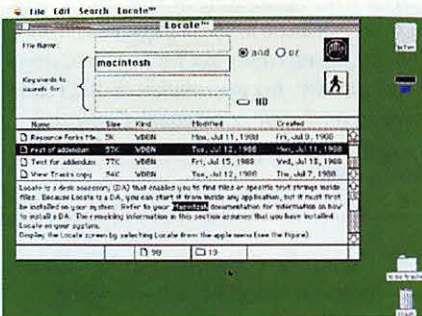 File Edit Search Locate™
Locate™
File Name:
and or
macintosh
Keywords to
search for:
HD
Name Size Kind Modified Created
Resource Forks Me... 5K WDBN Mon, Jul 11, 1988 Fri, Jul 8, 1988
rest of addendum 57K WDBN Tue, Jul 12, 1988 Mon, Jul 11, 1988
Text for addendum 77K WDBN Fri, Jul 15, 1988 Wed, Jul 13, 1988
View Tracks copy 54K WDBN Tue, Jul 12, 1988 Thu, Jul 7, 1988
Locate is a desk accessory (DA) that enables you to find files or specific text strings inside
files. Because Locate is a DA, you can start it from inside any application, but it must first
be installed on your system. Refer to your Macintosh documentation for information on how
to install a DA. The remaining information in this section assumes that you have installed
Locate on your system.
Display the Locate screen by selecting Locate from the apple menu (see the figure).
90 19
Trash